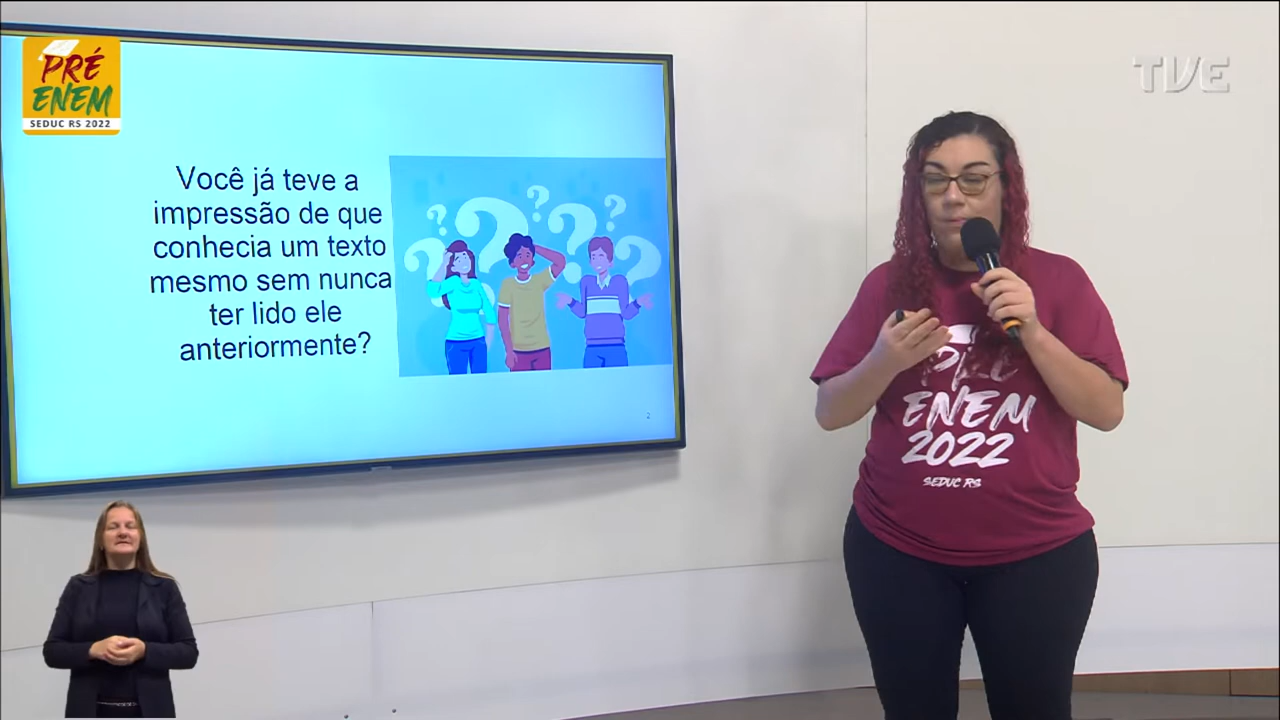 PRÉ
ENEM
SEDUC RS 2022
TVE
Você já teve a
impressão de que
conhecia um texto
mesmo sem nunca
ter lido ele
anteriormente?
2
PRÉ
ENEM
2022
SEDUC RS